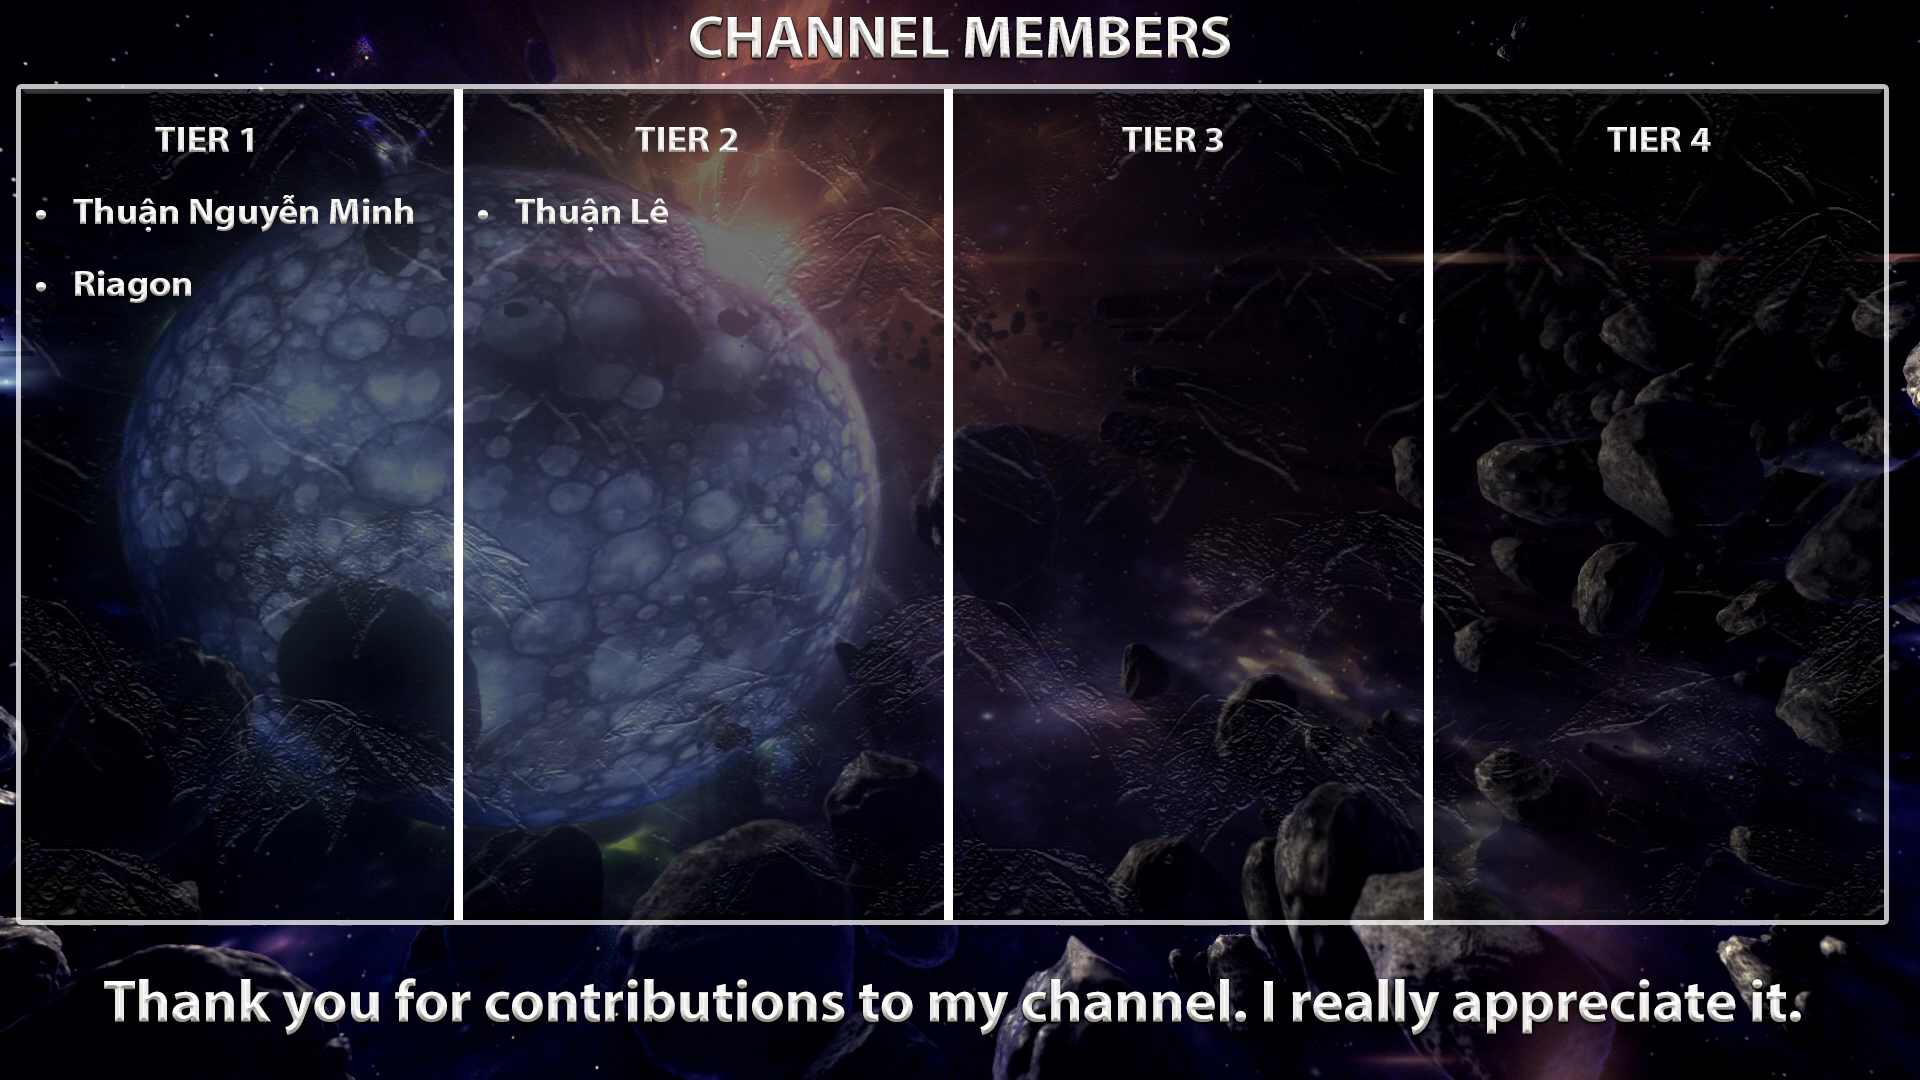 CHANNEL MEMBERS
TIER 1
• Thuận Nguyễn Minh
• Riagon
TIER 2
• Thuận Lê
TIER 3
TIER 4
Thank you for contributions to my channel. I really appreciate it.